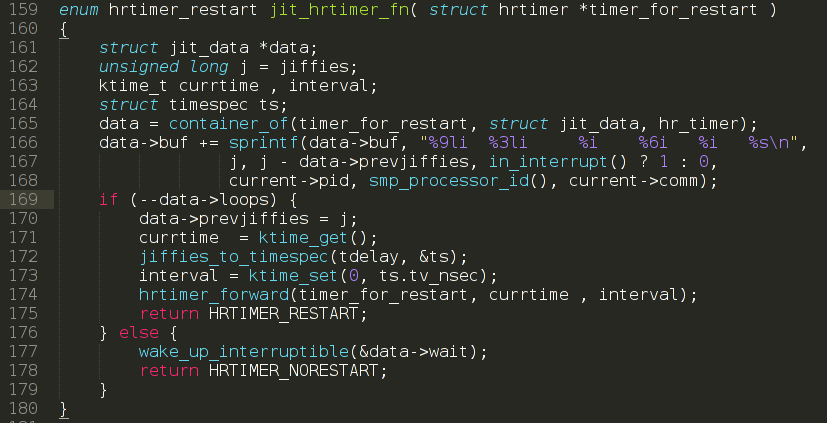 159 enum hrtimer_restart jit_hrtimer_fn( struct hrtimer *timer_for_restart )
160 {
161     struct jit_data *data;
162     unsigned long j = jiffies;
163     ktime_t currtime , interval;
164     struct timespec ts;
165     data = container_of(timer_for_restart, struct jit_data, hr_timer);
166     data->buf += sprintf(data->buf, "%9li  %3li     %i    %6i   %i   %s\n",
167                  j, j - data->prevjiffies, in_interrupt() ? 1 : 0,
168                  current->pid, smp_processor_id(), current->comm);
169     if (--data->loops) {
170         data->prevjiffies = j;
171         currtime  = ktime_get();
172         jiffies_to_timespec(tdelay, &ts);
173         interval = ktime_set(0, ts.tv_nsec);
174         hrtimer_forward(timer_for_restart, currtime , interval);
175         return HRTIMER_RESTART;
176     } else {
177         wake_up_interruptible(&data->wait);
178         return HRTIMER_NORESTART;
179     }
180 }